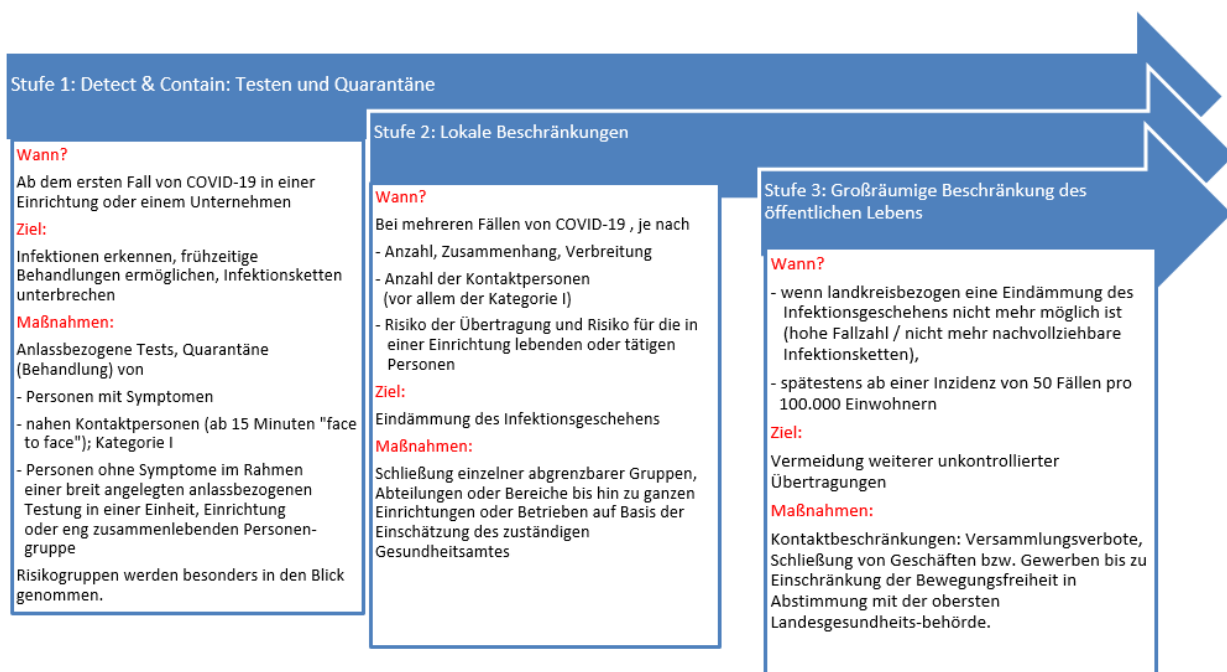 Stufe 1: Detect & Contain: Testen und Quarantäne
Wann?
Ab dem ersten Fall von COVID-19 in einer
Einrichtung oder einem Unternehmen
Ziel:
Infektionen erkennen, frühzeitige
Behandlungen ermöglichen, Infektionsketten
unterbrechen
Maßnahmen:
Anlassbezogene Tests, Quarantäne
(Behandlung) von
- Personen mit Symptomen
- nahen Kontaktpersonen (ab 15 Minuten "face
to face"); Kategorie I
- Personen ohne Symptome im Rahmen
einer breit angelegten anlassbezogenen
Testung in einer Einheit, Einrichtung
oder eng zusammenlebenden Personen-
gruppe
Risikogruppen werden besonders in den Blick
genommen.
Stufe 2: Lokale Beschränkungen
Wann?
Bei mehreren Fällen von COVID-19 , je nach
- Anzahl, Zusammenhang, Verbreitung
- Anzahl der Kontaktpersonen
(vor allem der Kategorie I)
- Risiko der Übertragung und Risiko für die in
einer Einrichtung lebenden oder tätigen
Personen
Ziel:
Eindämmung des Infektionsgeschehens
Maßnahmen:
Schließung einzelner abgrenzbarer Gruppen,
Abteilungen oder Bereiche bis hin zu ganzen
Einrichtungen oder Betrieben auf Basis der
Einschätzung des zuständigen
Gesundheitsamtes
Stufe 3: Großräumige Beschränkung des
öffentlichen Lebens
Wann?
- wenn landkreisbezogen eine Eindämmung des
Infektionsgeschehens nicht mehr möglich ist
(hohe Fallzahl / nicht mehr nachvollziehbare
Infektionsketten),
- spätestens ab einer Inzidenz von 50 Fällen pro
100.000 Einwohnern
Ziel:
Vermeidung weiterer unkontrollierter
Übertragungen
Maßnahmen:
Kontaktbeschränkungen: Versammlungsverbote,
Schließung von Geschäften bzw. Gewerben bis zu
Einschränkung der Bewegungsfreiheit in
Abstimmung mit der obersten
Landesgesundheits-behörde.